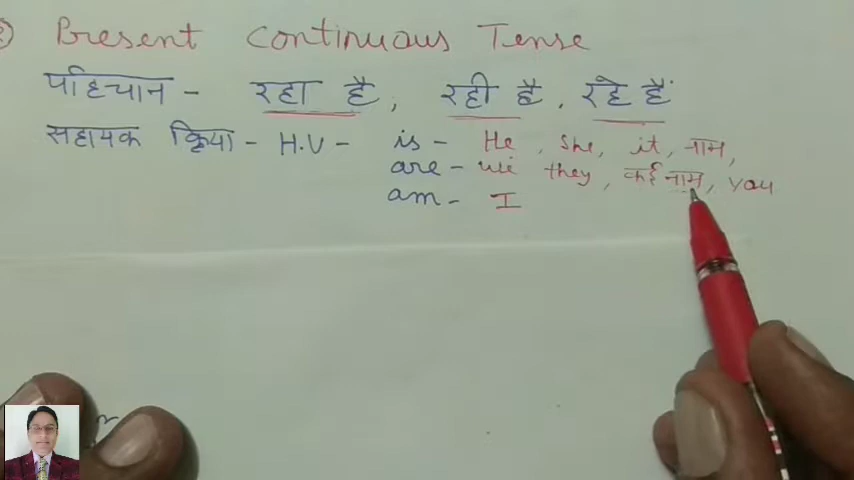 Present Continuous Tense
पहिचान - रहा है, रही है, रहे हैं
सहायक क्रिया - H.V - is - He, She, it, नाम,
are - we they, कई नाम, you
am - I